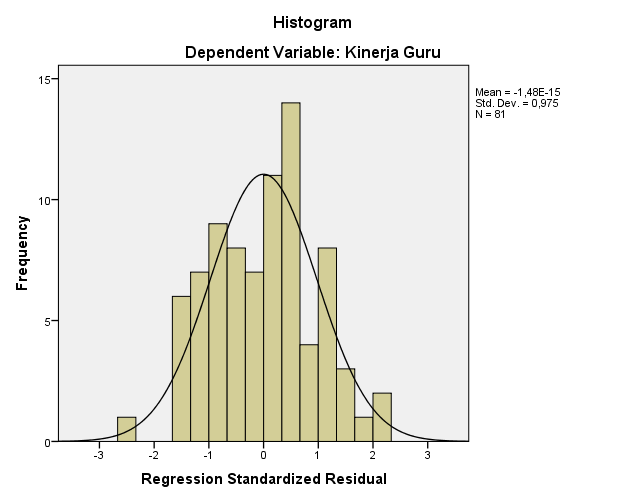 Histogram
Dependent Variable: Kinerja Guru
Mean = -1,48E-15
Std. Dev. = 0,975
N = 81
Frequency
15
10
5
0
-3 -2 -1 0 1 2 3
Regression Standardized Residual